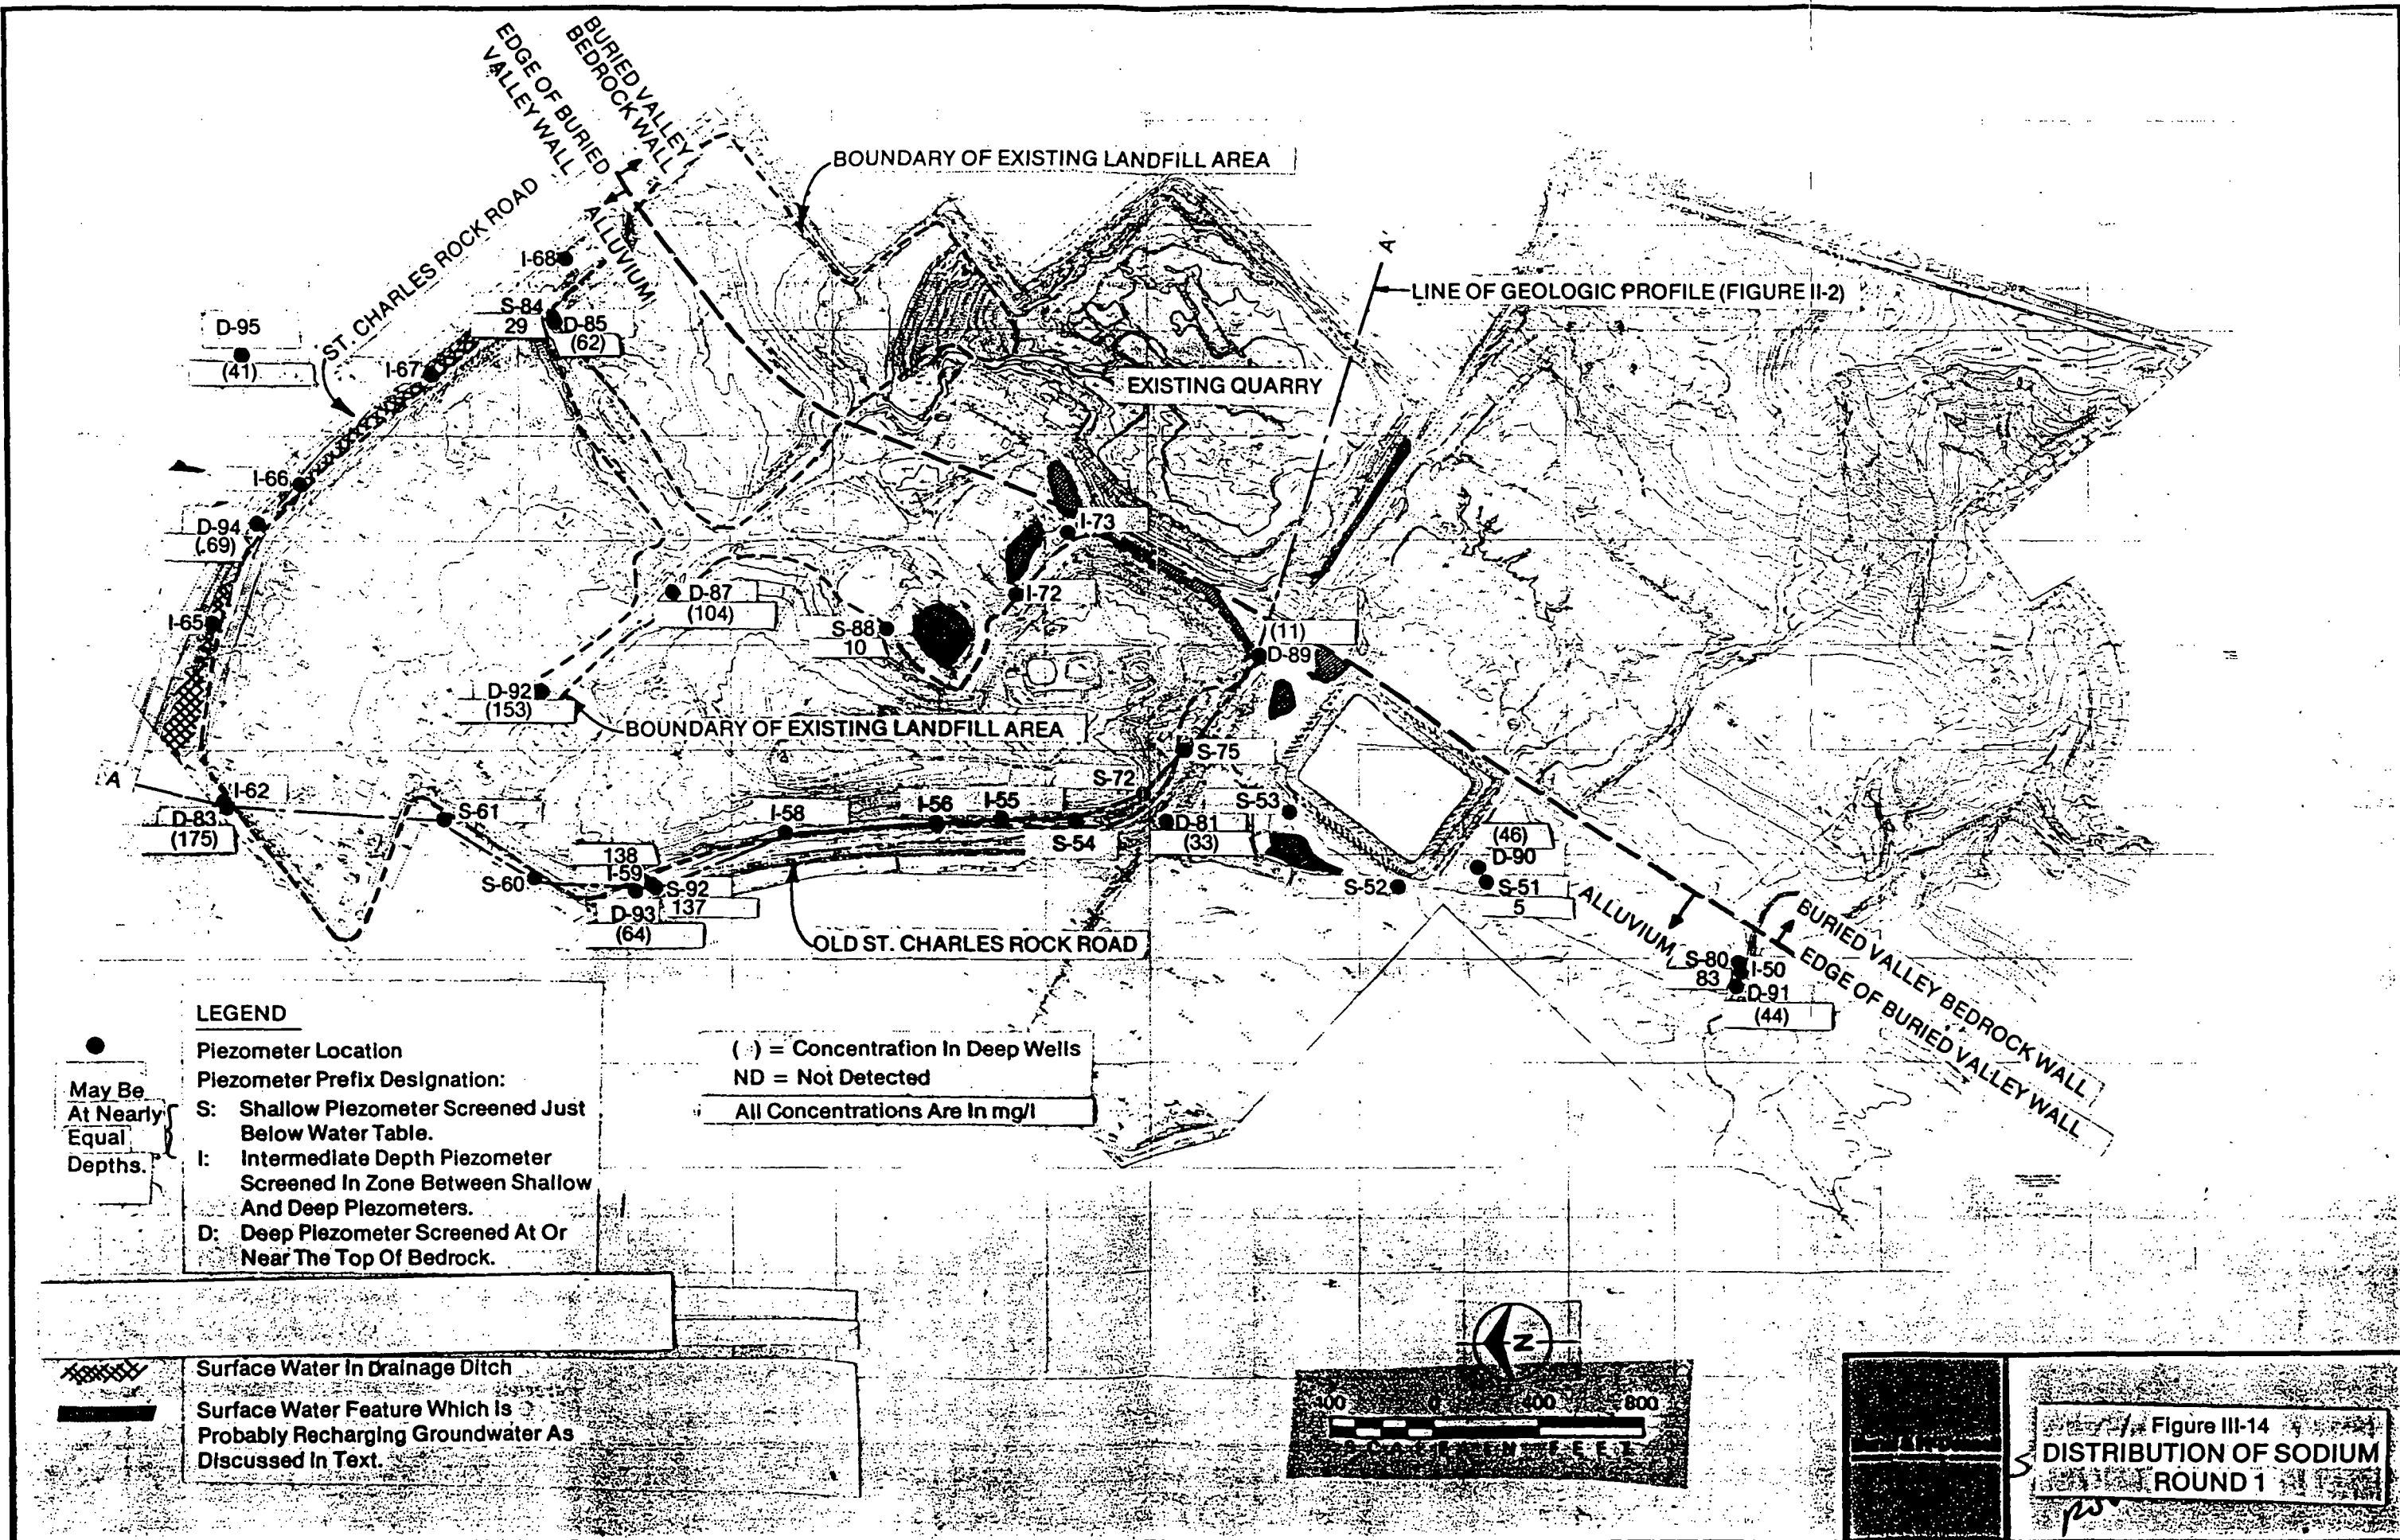 BURIED VALLEY
BEDROCK WALL
EDGE OF BURIED
VALLEY WALL
ALLUVIUM
BOUNDARY OF EXISTING LANDFILL AREA
ST. CHARLES ROCK ROAD
I-68
S-84
29
D-85
(62)
D-95
(41)
I-67
A'
LINE OF GEOLOGIC PROFILE (FIGURE II-2)
EXISTING QUARRY
I-66
D-94
(.69)
I-73
I-65
D-87
(104)
I-72
S-88
10
(11)
D-89
D-92
(153)
BOUNDARY OF EXISTING LANDFILL AREA
S-75
A
I-62
D-83
(175)
S-61
I-58
I-56
I-55
S-72
S-54
S-53
D-81
(33)
138
I-59
S-60
S-92
137
D-93
(64)
OLD ST. CHARLES ROCK ROAD
(46)
D-90
S-52
S-51
5
ALLUVIUM
S-80
83
I-50
D-91
(44)
BURIED VALLEY BEDROCK WALL
EDGE OF BURIED VALLEY WALL
LEGEND
Piezometer Location
Piezometer Prefix Designation:
May Be
At Nearly
Equal
Depths.
S: Shallow Piezometer Screened Just
Below Water Table.
I: Intermediate Depth Piezometer
Screened In Zone Between Shallow
And Deep Piezometers.
D: Deep Piezometer Screened At Or
Near The Top Of Bedrock.
( ) = Concentration In Deep Wells
ND = Not Detected
All Concentrations Are In mg/l
Surface Water In Drainage Ditch
Surface Water Feature Which Is
Probably Recharging Groundwater As
Discussed In Text.
N
400 0 400 800
SCALE IN FEET
Figure III-14
DISTRIBUTION OF SODIUM
ROUND 1